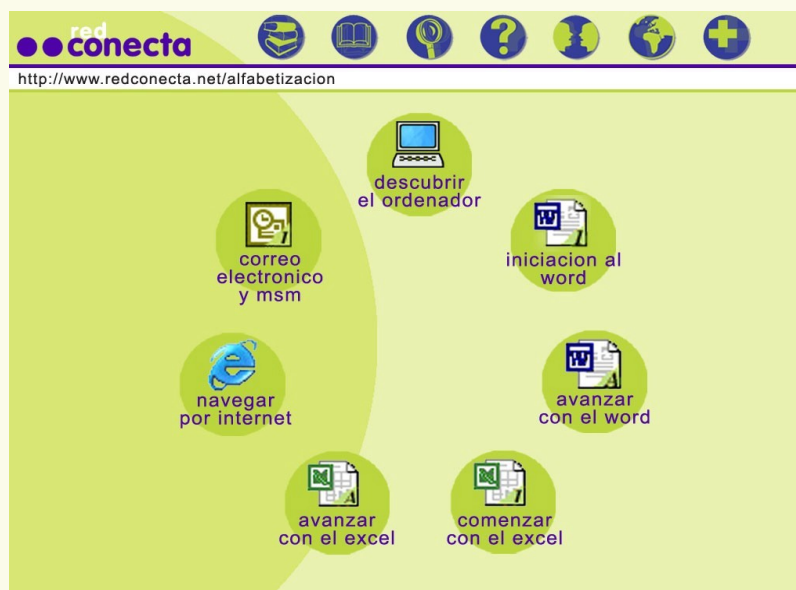 red
conecta
http://www.redconecta.net/alfabetizacion
descubrir
el ordenador
correo
electronico
y msm
iniciacion al
word
navegar
por internet
avanzar
con el word
avanzar
con el excel
comenzar
con el excel